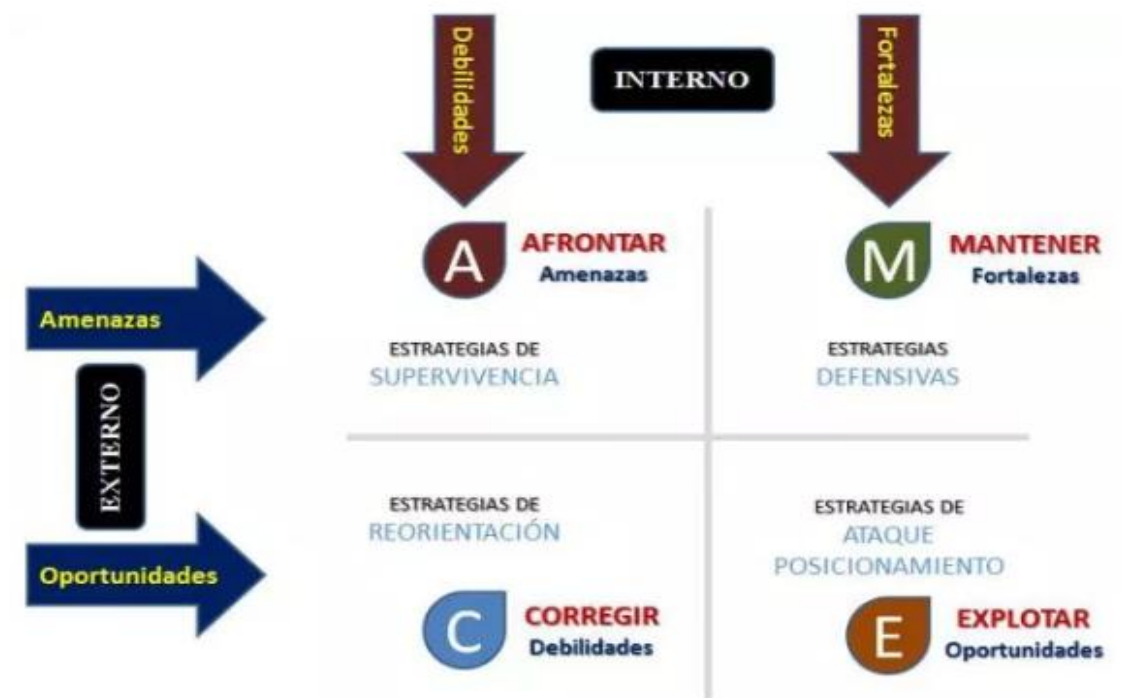 Debilidades
INTERNO
Fortalezas
A
AFRONTAR
Amenazas
M
MANTENER
Fortalezas
Amenazas
ESTRATEGIAS DE
SUPERVIVENCIA
ESTRATEGIAS
DEFENSIVAS
EXTERNO
ESTRATEGIAS DE
REORIENTACIÓN
ESTRATEGIAS DE
ATAQUE
POSICIONAMIENTO
Oportunidades
C
CORREGIR
Debilidades
E
EXPLOTAR
Oportunidades